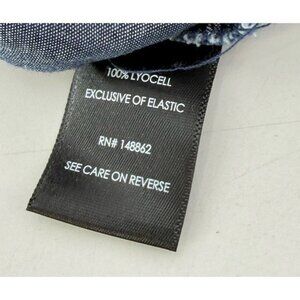 100% LYOCELL
EXCLUSIVE OF ELASTIC
RN# 148862
SEE CARE ON REVERSE